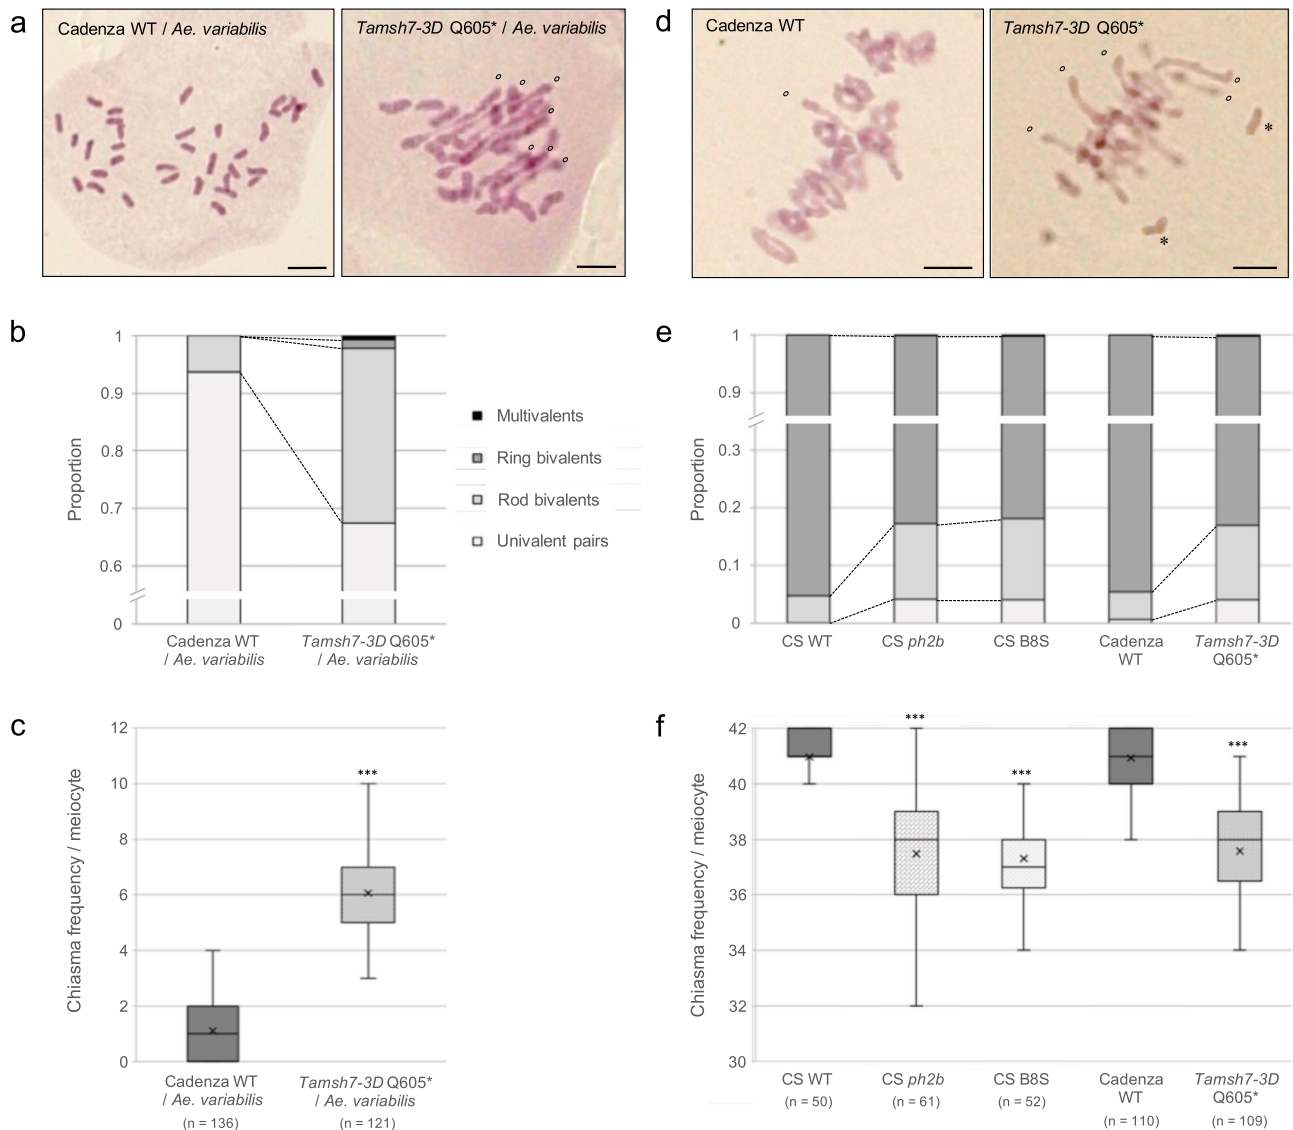 a
Cadenza WT / Ae. variabilis
Tamsh7-3D Q605* / Ae. variabilis
d
Cadenza WT
Tamsh7-3D Q605*
*
*
b
Proportion
1
0.9
0.8
0.7
0.6
0
Cadenza WT
/ Ae. variabilis
Tamsh7-3D Q605*
/ Ae. variabilis
Multivalents
Ring bivalents
Rod bivalents
Univalent pairs
e
Proportion
1
0.9
0.3
0.2
0.1
0
CS WT
CS ph2b
CS B8S
Cadenza
WT
Tamsh7-3D
Q605*
c
Chiasma frequency / meiocyte
12
10
8
6
4
2
0
***
Cadenza WT
/ Ae. variabilis
(n = 136)
Tamsh7-3D Q605*
/ Ae. variabilis
(n = 121)
f
Chiasma frequency / meiocyte
42
40
38
36
34
32
30
***
***
***
CS WT
(n = 50)
CS ph2b
(n = 61)
CS B8S
(n = 52)
Cadenza
WT
(n = 110)
Tamsh7-3D
Q605*
(n = 109)